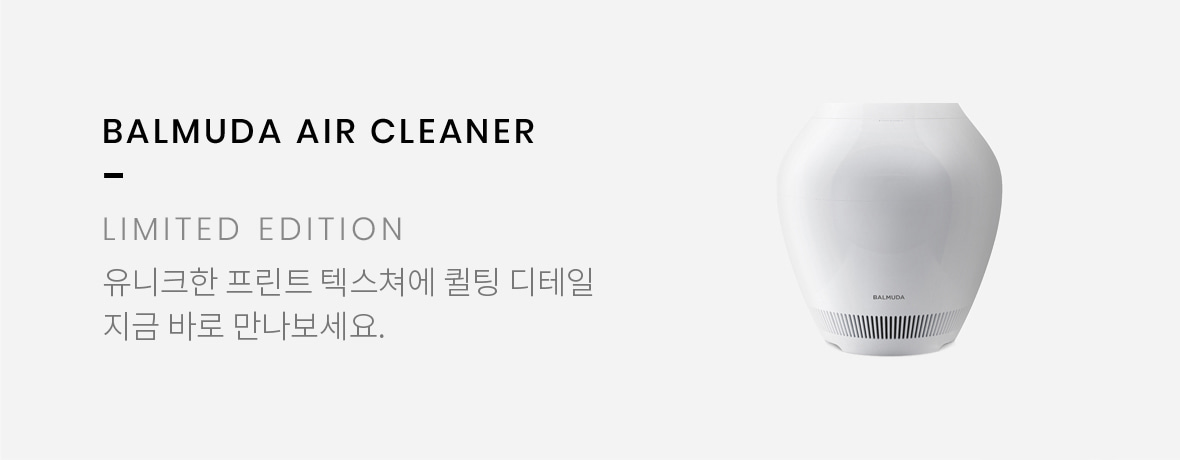 BALMUDA AIR CLEANER
LIMITED EDITION
유니크한 프린트 텍스쳐에 퀼팅 디테일
지금 바로 만나보세요.
BALMUDA